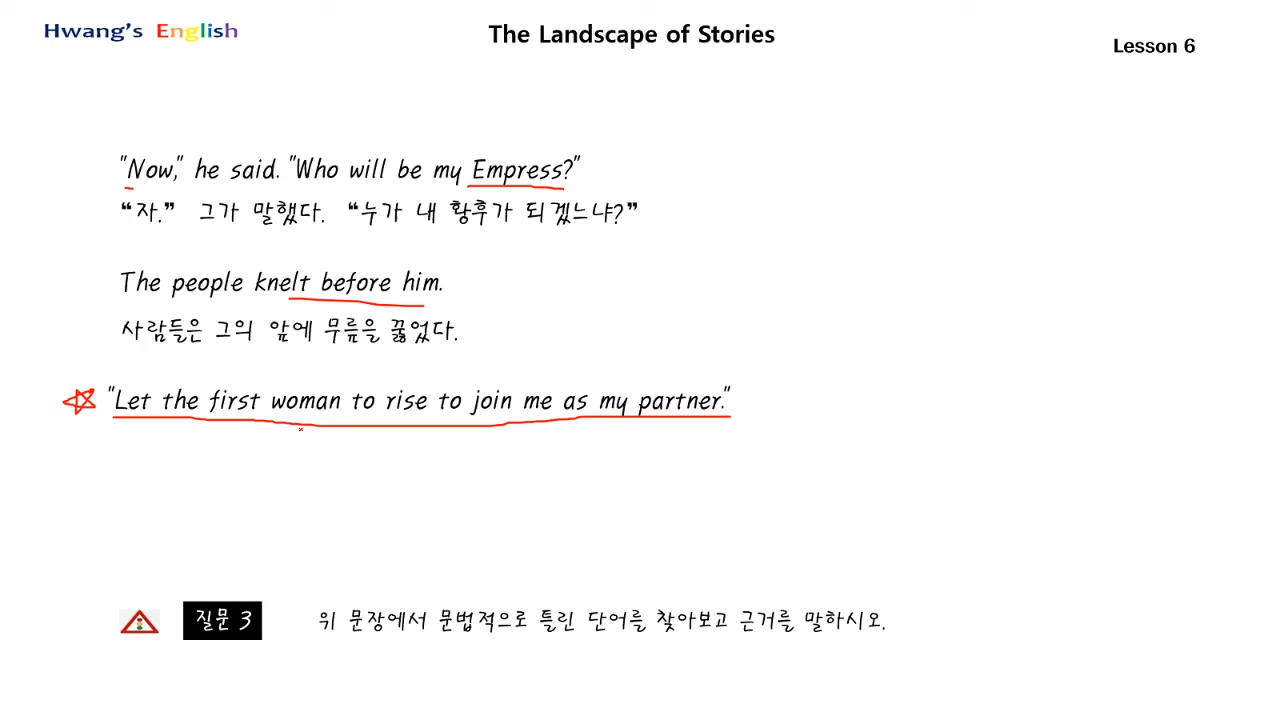 Hwang's English
The Landscape of Stories
Lesson 6
"Now," he said. "Who will be my Empress?"
"자." 그가 말했다. "누가 내 황후가 되겠느냐?"
The people knelt before him.
사람들은 그의 앞에 무릎을 꿇었다.
"Let the first woman to rise to join me as my partner."
질문 3 위 문장에서 문법적으로 틀린 단어를 찾아보고 근거를 말하시오.